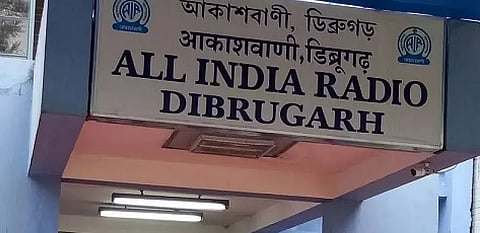 আকাশবাণী, ডিব্ৰুগড়
आकाशवाणी, डिब्रूगढ़
ALL INDIA RADIO
DIBRUGARH